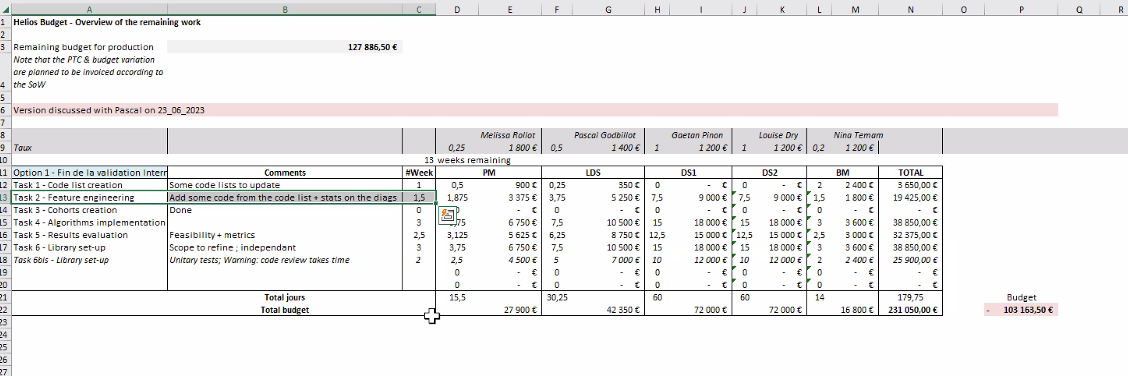 A B C D E F G H I J K L M N O P Q R
1 Helios Budget - Overview of the remaining work
2
3 Remaining budget for production 127 886,50 €
Note that the PTC & budget variation
are planned to be invoiced according to
4 the SoW
5
6 Version discussed with Pascal on 23_06_2023
7
8 Melissa Rollot Pascal Godbillot Gaetan Pinon Louise Dry Nina Temam
9 Taux 0,25 1 800 € 0,5 1 400 € 1 1 200 € 1 1 200 € 0,2 1 200 €
10 13 weeks remaining
11 Option 1 - Fin de la validation intern Comments #Week PM LDS DS1 DS2 BM TOTAL
12 Task 1 - Code list creation Some code lists to update 1 0,5 900 € 0,25 350 € 0 - € 0 - € 2 2 400 € 3 650,00 €
13 Task 2 - Feature engineering Add some code from the code list + stats on the diags 1,5 1,875 3 375 € 3,75 5 250 € 7,5 9 000 € 7,5 9 000 € 1,5 1 800 € 19 425,00 €
14 Task 3 - Cohorts creation Done 0 - € 0 - € 0 - € 0 - € 0 - € - €
15 Task 4 - Algorithms implementation 3 75 6 750 € 7,5 10 500 € 15 18 000 € 15 18 000 € 3 3 600 € 38 850,00 €
16 Task 5 - Results evaluation Feasibility + metrics 2,5 3,125 5 625 € 6,25 8 750 € 12,5 15 000 € 12,5 15 000 € 2,5 3 000 € 32 375,00 €
17 Task 6 - Library set-up Scope to refine ; independant 3 3,75 6 750 € 7,5 10 500 € 15 18 000 € 15 18 000 € 3 3 600 € 38 850,00 €
18 Task 6bis - Library set-up Unitary tests; Warning: code review takes time 2 2,5 4 500 € 5 7 000 € 10 12 000 € 10 12 000 € 2 2 400 € 25 900,00 €
19 0 - € 0 - € 0 - € 0 - € 0 - € - €
20 0 - € 0 - € 0 - € 0 - € 0 - € - €
21 Total jours 15,5 30,25 60 60 14 179,75 Budget
22 Total budget 27 900 € 42 350 € 72 000 € 72 000 € 16 800 € 231 050,00 € - 103 163,50 €
23
24
25
26
27